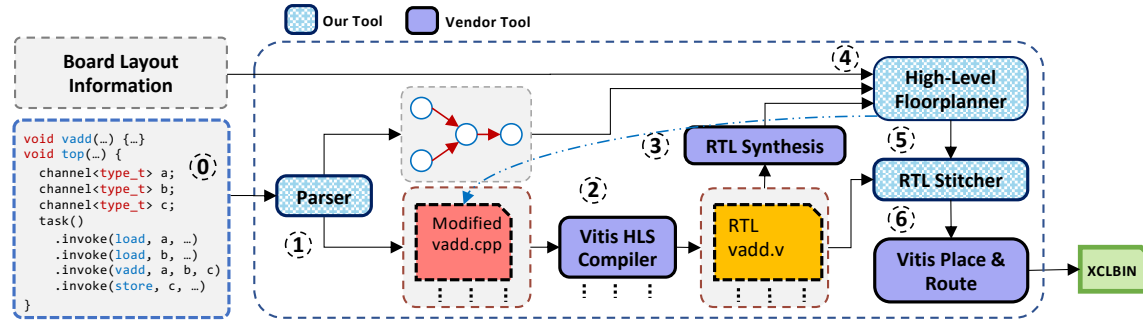 Our Tool
Vendor Tool
Board Layout
Information
void vadd(…) {…}
void top(…) {
channel<type_t> a;
channel<type_t> b;
channel<type_t> c;
task()
.invoke(load, a, …)
.invoke(load, b, …)
.invoke(vadd, a, b, c)
.invoke(store, c, …)
}
0
Parser
1
Modified
vadd.cpp
2
Vitis HLS
Compiler
3
RTL Synthesis
RTL
vadd.v
4
High-Level
Floorplanner
5
RTL Stitcher
6
Vitis Place &
Route
XCLBIN